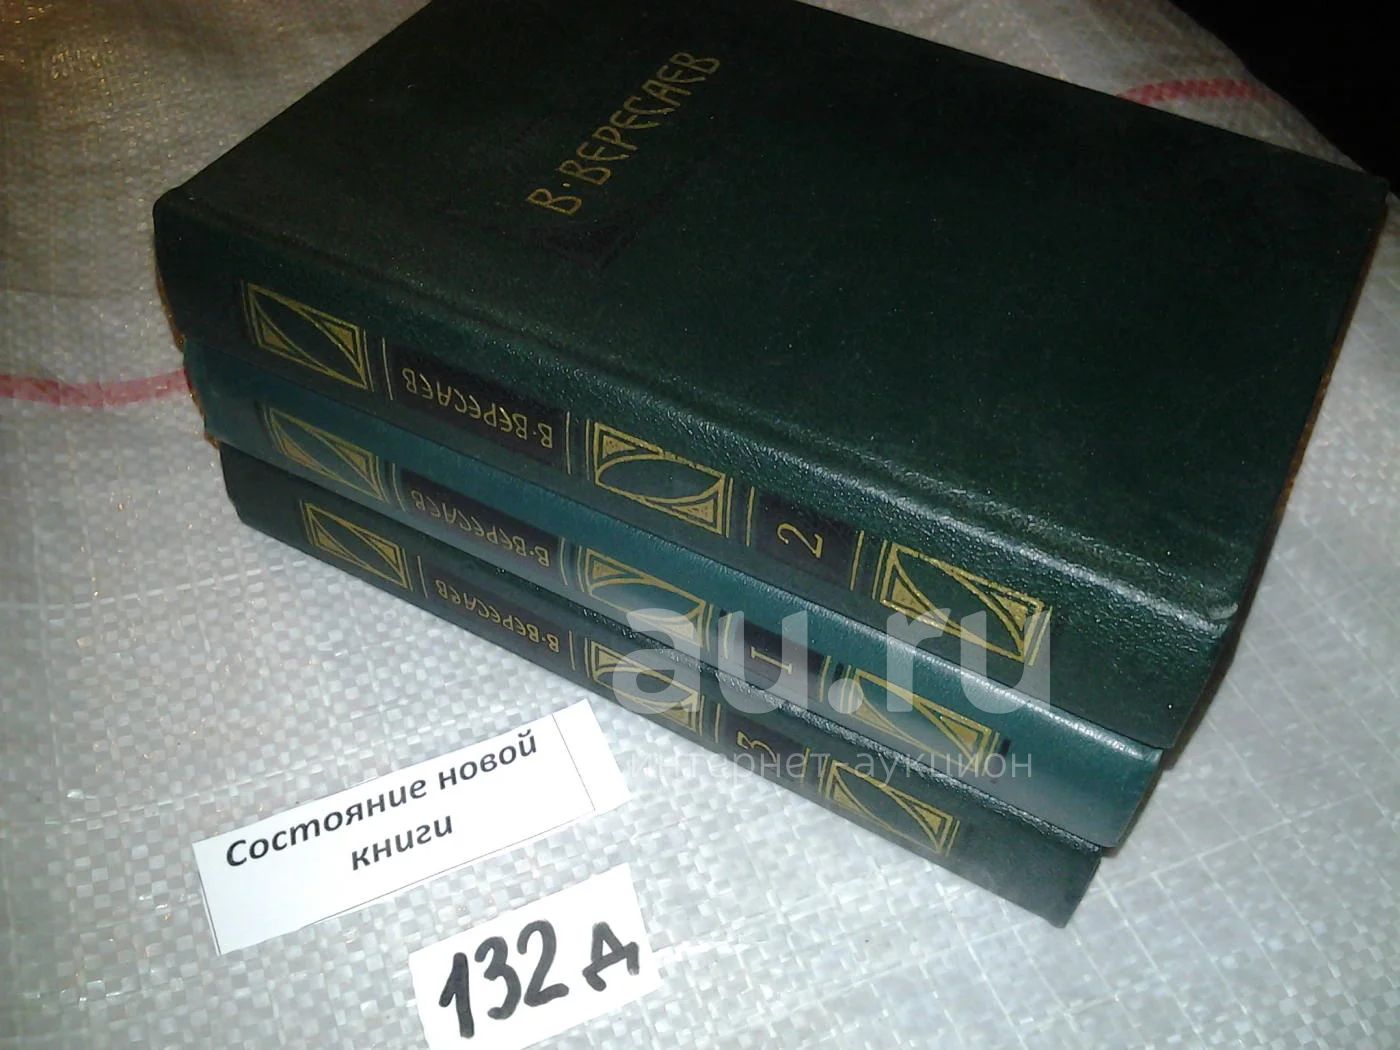 В·ВЕРЕСАЕВ
В·ВЕРЕСАЕВ
2
В·ВЕРЕСАЕВ
1
В·ВЕРЕСАЕВ
3
au.ru
интернет-аукцион
Состояние новой
книги
132 д